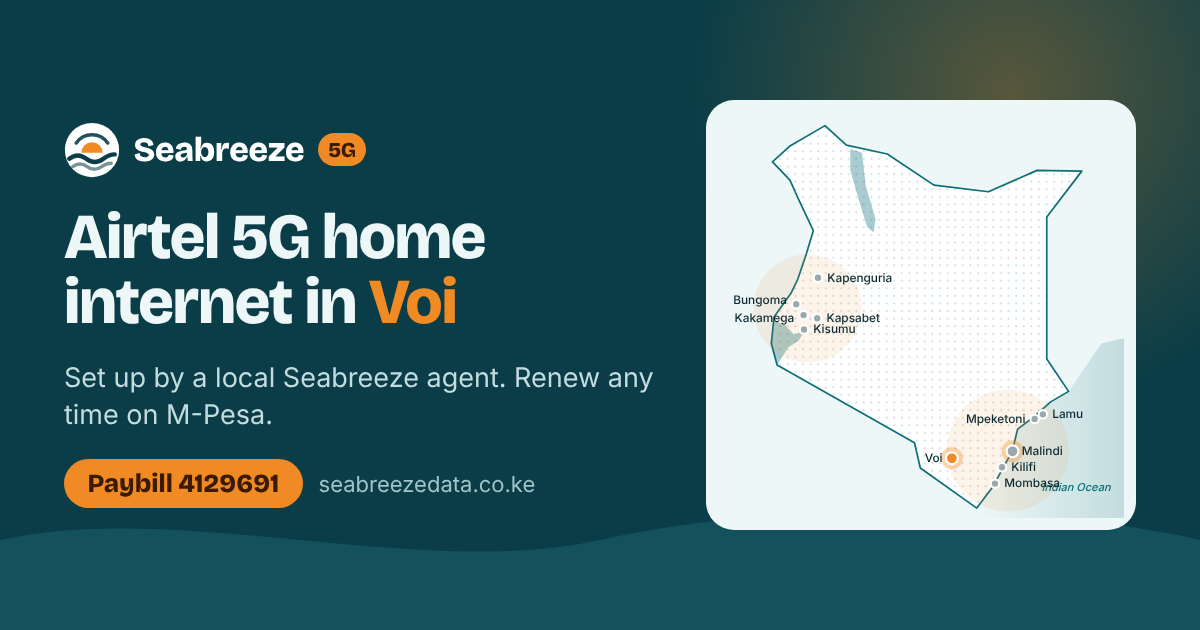 Seabreeze 5G
Airtel 5G home
internet in Voi
Set up by a local Seabreeze agent. Renew any
time on M-Pesa.
Paybill 4129691
seabreezedata.co.ke
Kapenguria
Bungoma
Kakamega
Kapsabet
Kisumu
Lamu
Mpeketoni
Malindi
Voi
Kilifi
Mombasa
Indian Ocean